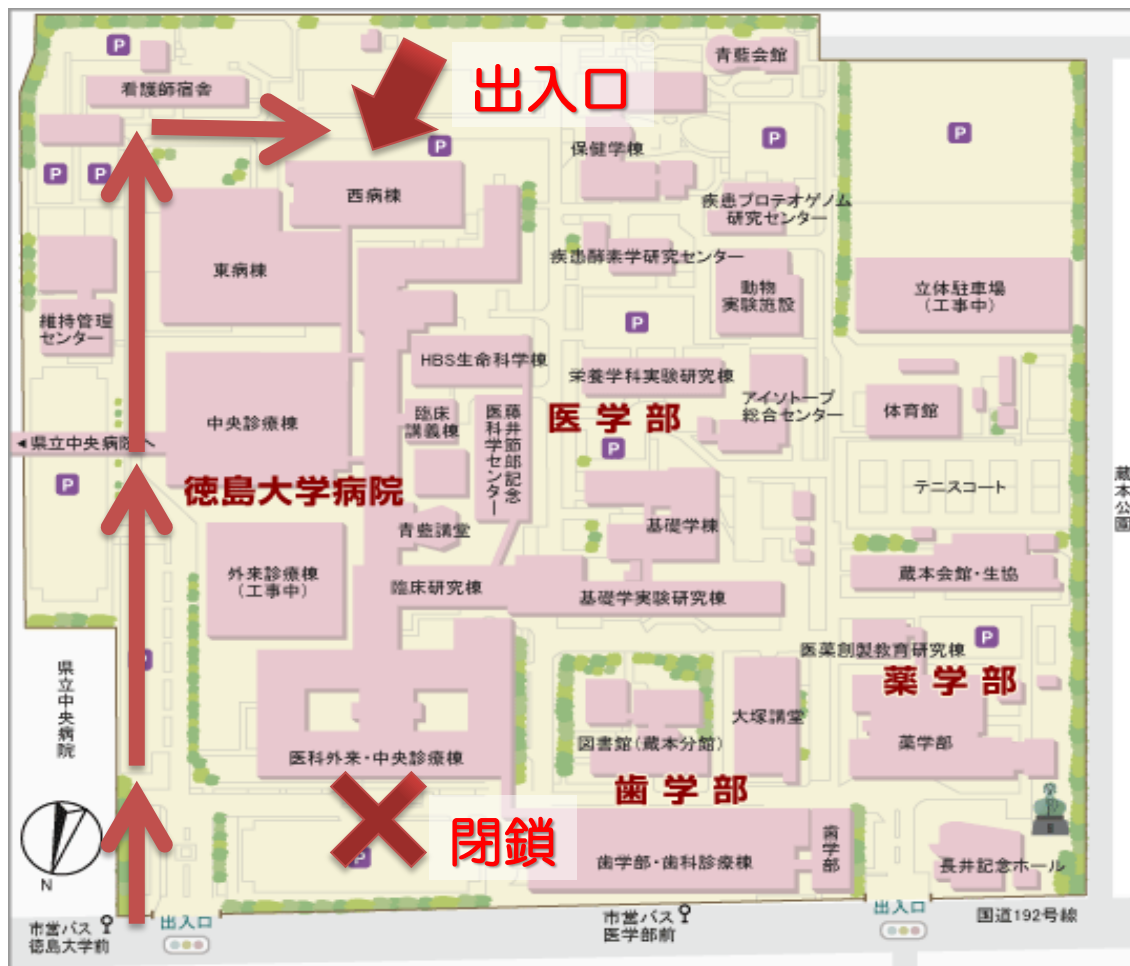 出入口
青藍会館
P
看護師宿舎
P
P
P
保健学棟
P
P
西病棟
疾患プロテオゲノム
研究センター
疾患酵素学研究センター
東病棟
動物
実験施設
立体駐車場
(工事中)
維持管理
センター
P
HBS生命科学棟
栄養学科実験研究棟
アイソトープ
総合センター
体育館
中央診療棟
臨床
講義棟
藤井節郎記念
医科学センター
医学部
◂県立中央病院へ
P
P
徳島大学病院
テニスコート
蔵本公園
青藍講堂
基礎学棟
外来診療棟
(工事中)
臨床研究棟
基礎学実験研究棟
蔵本会館・生協
P
医薬創製教育研究棟
P
県立中央病院
薬学部
大塚講堂
図書館(蔵本分館)
薬学部
医科外来・中央診療棟
歯学部
閉鎖
P
歯学部・歯科診療棟
歯学部
長井記念ホール
N
市営バス
徳島大学前
出入口
市営バス
医学部前
出入口
国道192号線